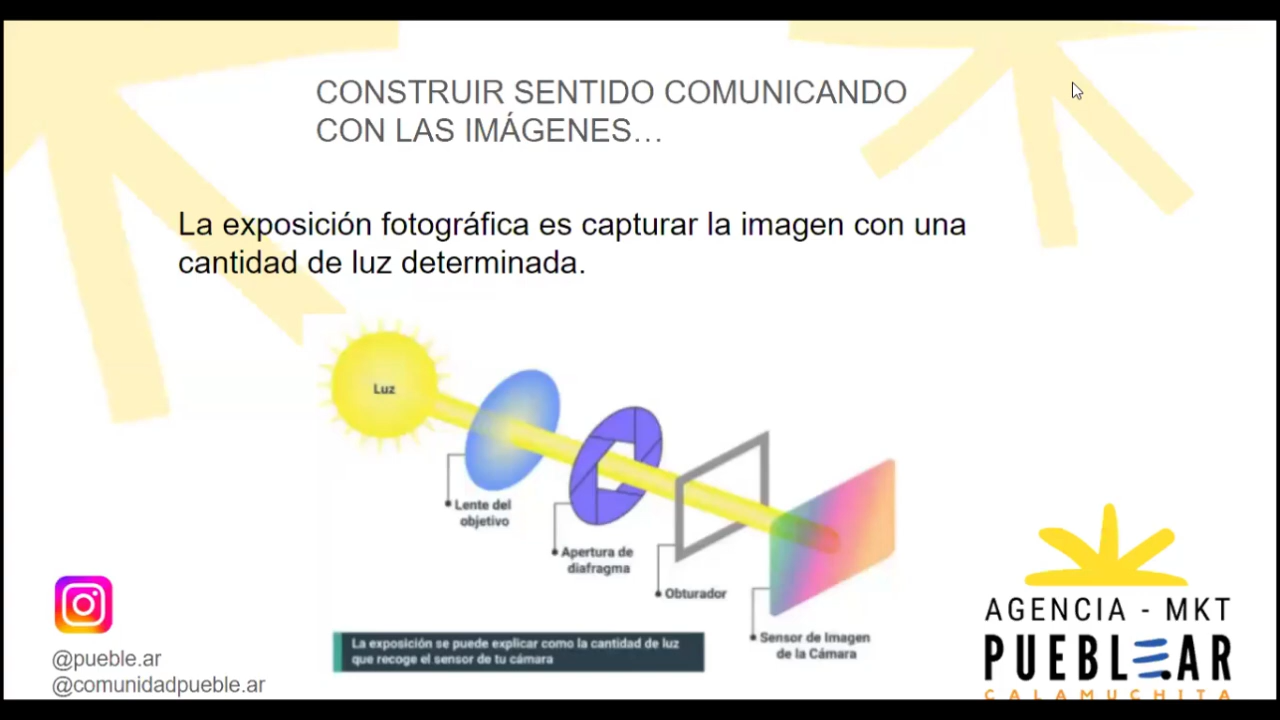 CONSTRUIR SENTIDO COMUNICANDO
CON LAS IMÁGENES…
La exposición fotográfica es capturar la imagen con una
cantidad de luz determinada.
Luz
Lente del
objetivo
Apertura de
diafragma
Obturador
Sensor de Imagen
de la Cámara
La exposición se puede explicar como la cantidad de luz
que recoge el sensor de tu cámara
@pueble.ar
@comunidadpueble.ar
AGENCIA - MKT
PUEBLE.AR
CALAMUCHITA